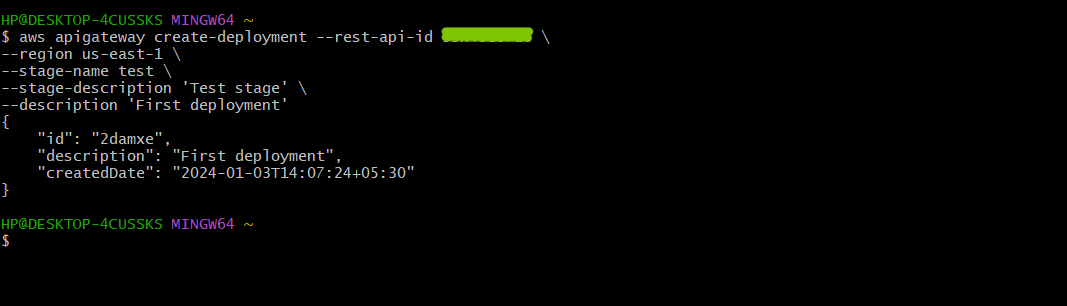 HP@DESKTOP-4CUSSKS MINGW64 ~
$ aws apigateway create-deployment --rest-api-id \
--region us-east-1 \
--stage-name test \
--stage-description 'Test stage' \
--description 'First deployment'
{
    "id": "2damxe",
    "description": "First deployment",
    "createdDate": "2024-01-03T14:07:24+05:30"
}
HP@DESKTOP-4CUSSKS MINGW64 ~
$